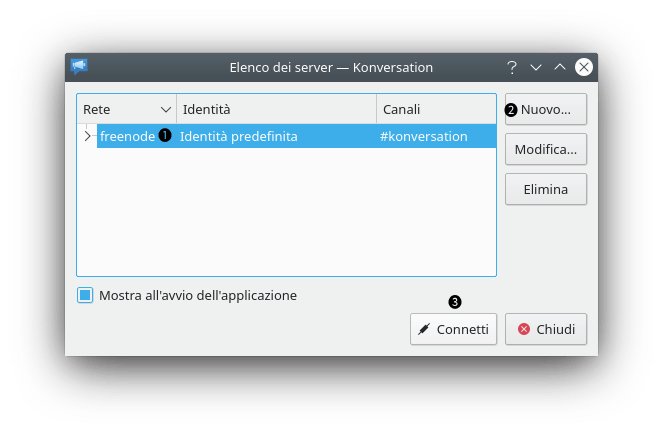 Elenco dei server — Konversation
Rete Identità Canali
freenode ❶ Identità predefinita #konversation
❷ Nuovo...
Modifica...
Elimina
Mostra all'avvio dell'applicazione
❸
Connetti Chiudi